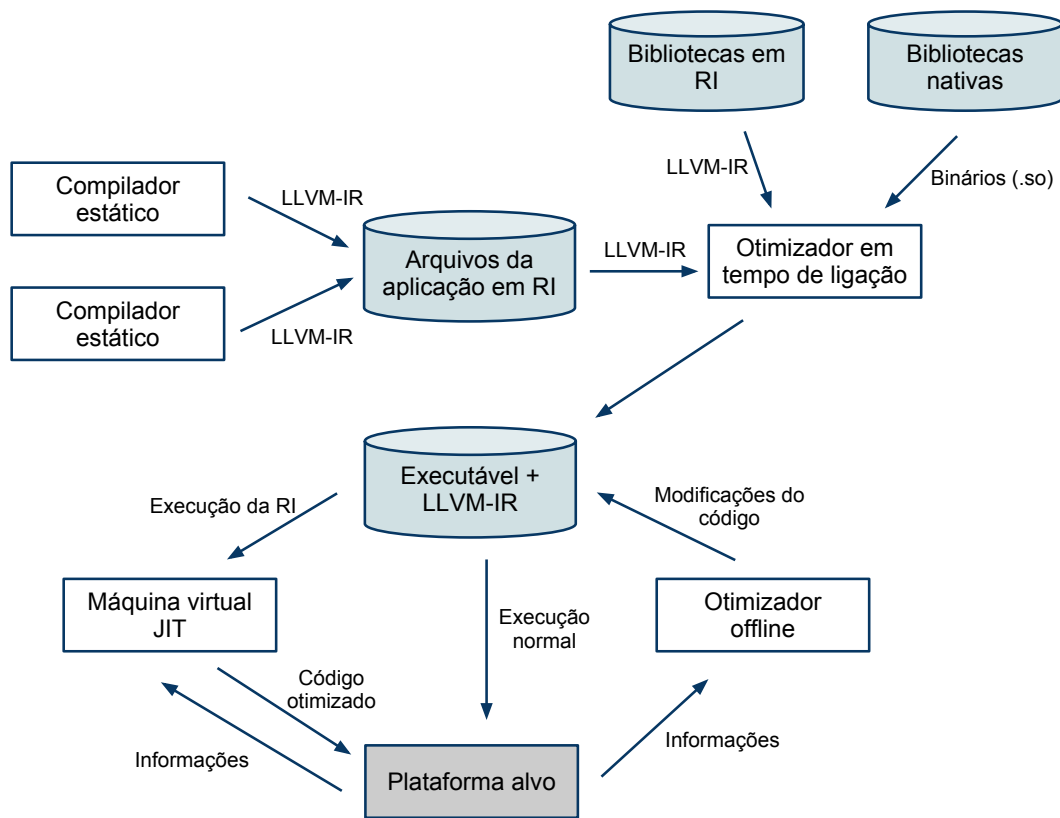 Bibliotecas em
RI
Bibliotecas
nativas
LLVM-IR
Binários (.so)
Compilador
estático
LLVM-IR
Arquivos da
aplicação em RI
LLVM-IR
Otimizador em
tempo de ligação
Compilador
estático
LLVM-IR
Executável +
LLVM-IR
Execução da RI
Modificações do
código
Máquina virtual
JIT
Execução
normal
Otimizador
offline
Código
otimizado
Informações
Plataforma alvo
Informações